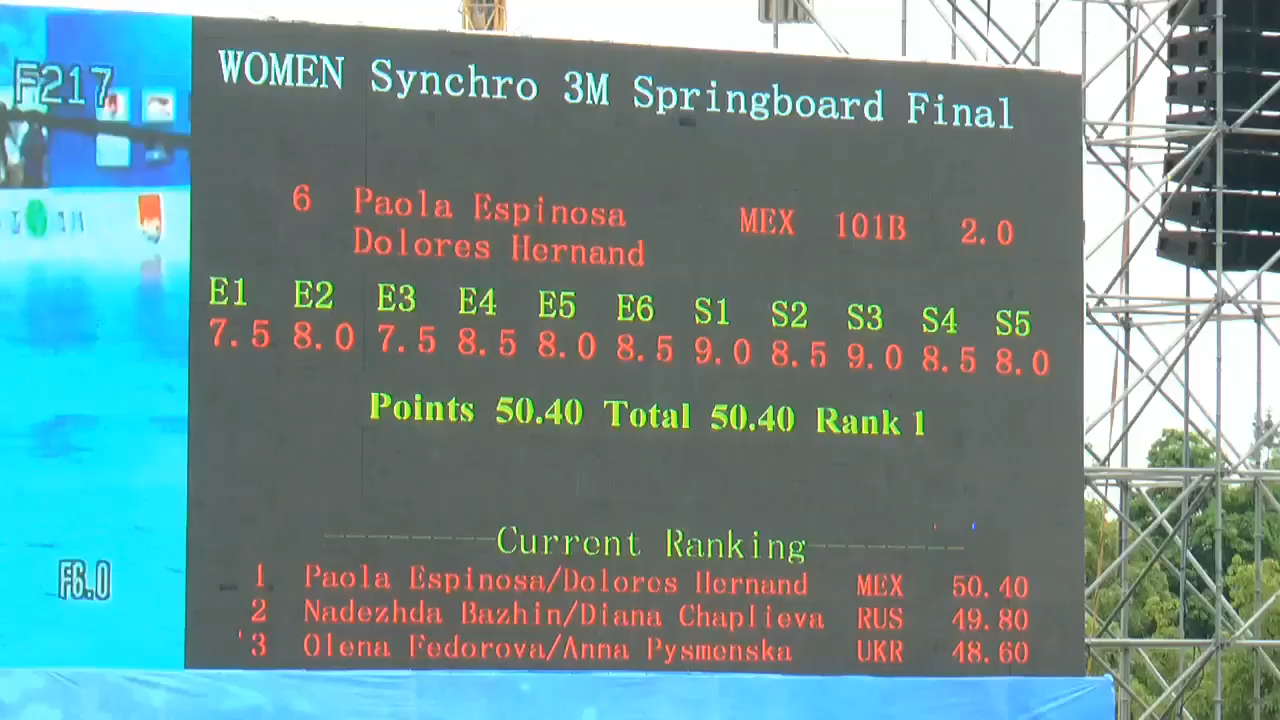 WOMEN Synchro 3M Springboard Final
F217
6 Paola Espinosa MEX 101B 2.0
Dolores Hernand
E1 E2 E3 E4 E5 E6 S1 S2 S3 S4 S5
7.5 8.0 7.5 8.5 8.0 8.5 9.0 8.5 9.0 8.5 8.0
Points 50.40 Total 50.40 Rank 1
Current Ranking
F6.0
1 Paola Espinosa/Dolores Hernand MEX 50.40
2 Nadezhda Bazhin/Diana Chaplieva RUS 49.80
3 Olena Fedorova/Anna Pysmenska UKR 48.60